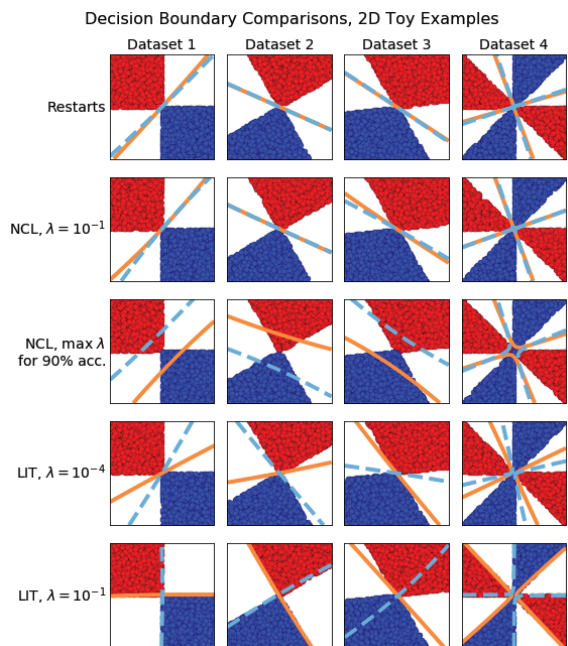 Decision Boundary Comparisons, 2D Toy Examples
Dataset 1 Dataset 2 Dataset 3 Dataset 4
Restarts
NCL, λ = 10⁻¹
NCL, max λ
for 90% acc.
LIT, λ = 10⁻⁴
LIT, λ = 10⁻¹